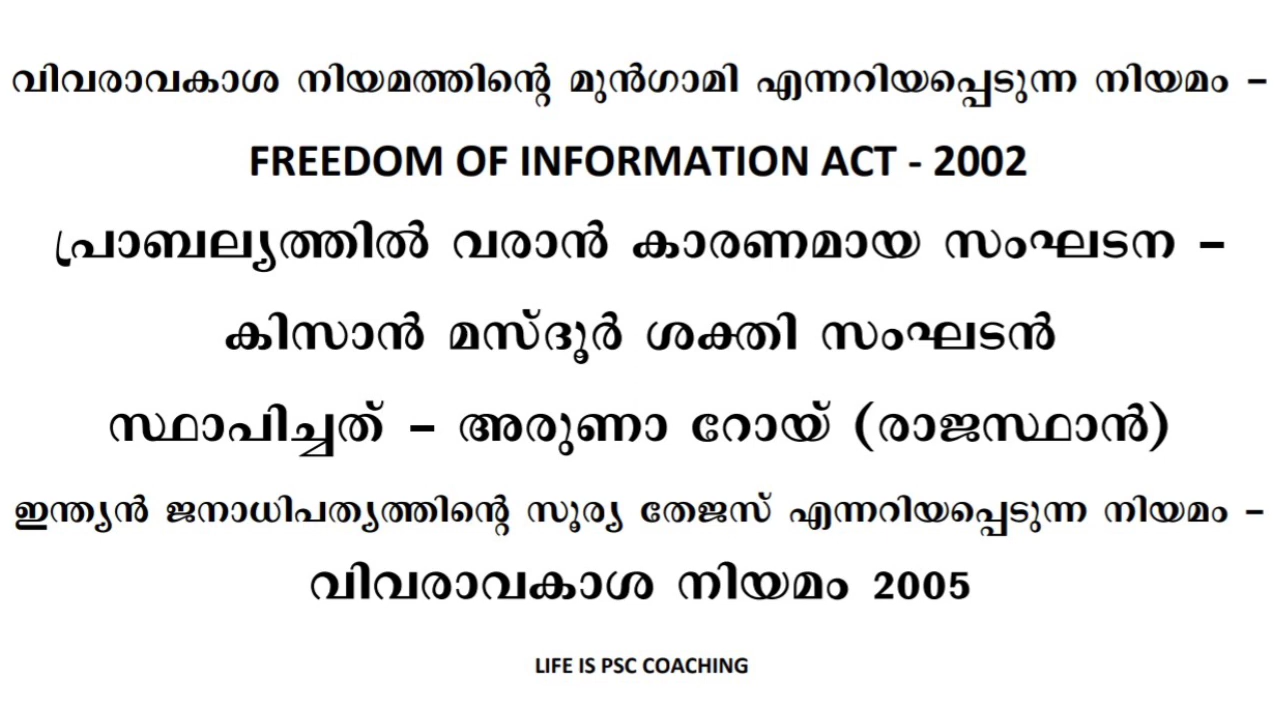 വിവരാവകാശ നിയമത്തിന്റെ മുൻഗാമി എന്നറിയപ്പെടുന്ന നിയമം –
FREEDOM OF INFORMATION ACT - 2002
പ്രാബല്യത്തിൽ വരാൻ കാരണമായ സംഘടന –
കിസാൻ മസ്ദൂർ ശക്തി സംഘടൻ
സ്ഥാപിച്ചത് – അരുണാ റോയ് (രാജസ്ഥാൻ)
ഇന്ത്യൻ ജനാധിപത്യത്തിന്റെ സൂര്യ തേജസ് എന്നറിയപ്പെടുന്ന നിയമം –
വിവരാവകാശ നിയമം 2005
LIFE IS PSC COACHING